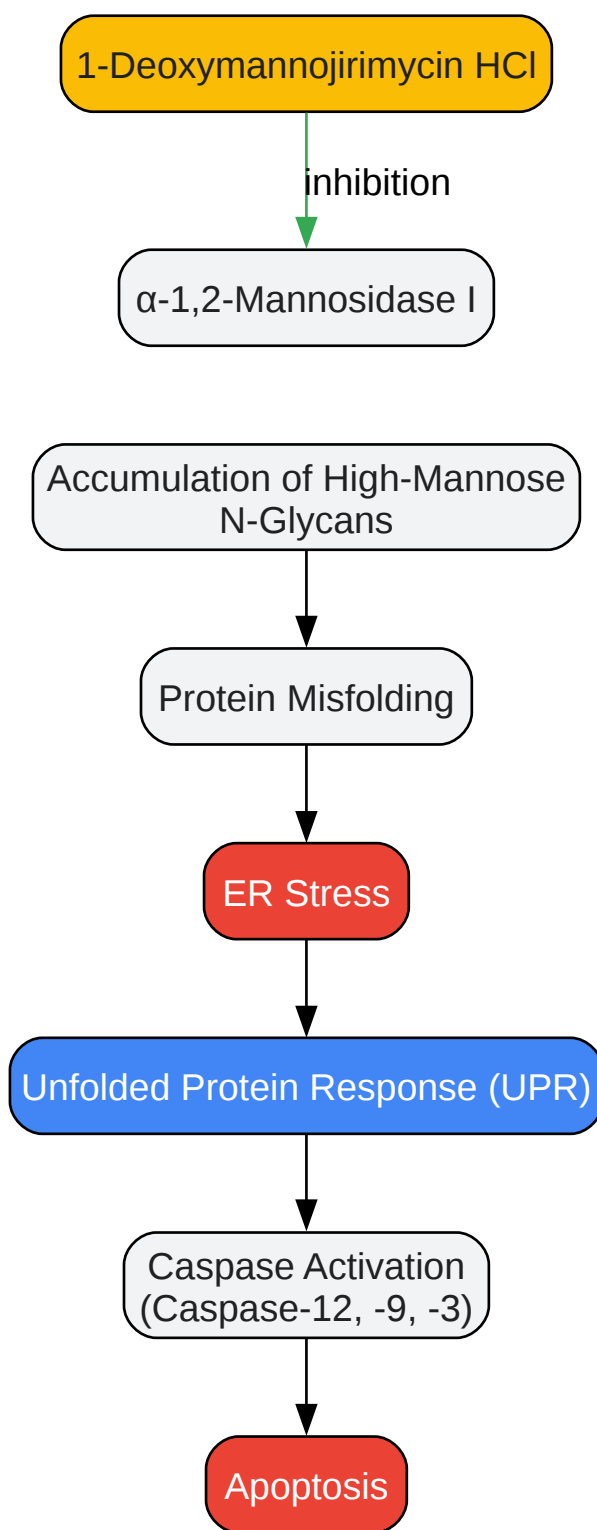 1-Deoxymannojirimycin HCl
inhibition
α-1,2-Mannosidase I
Accumulation of High-Mannose
N-Glycans
Protein Misfolding
ER Stress
Unfolded Protein Response (UPR)
Caspase Activation
(Caspase-12, -9, -3)
Apoptosis